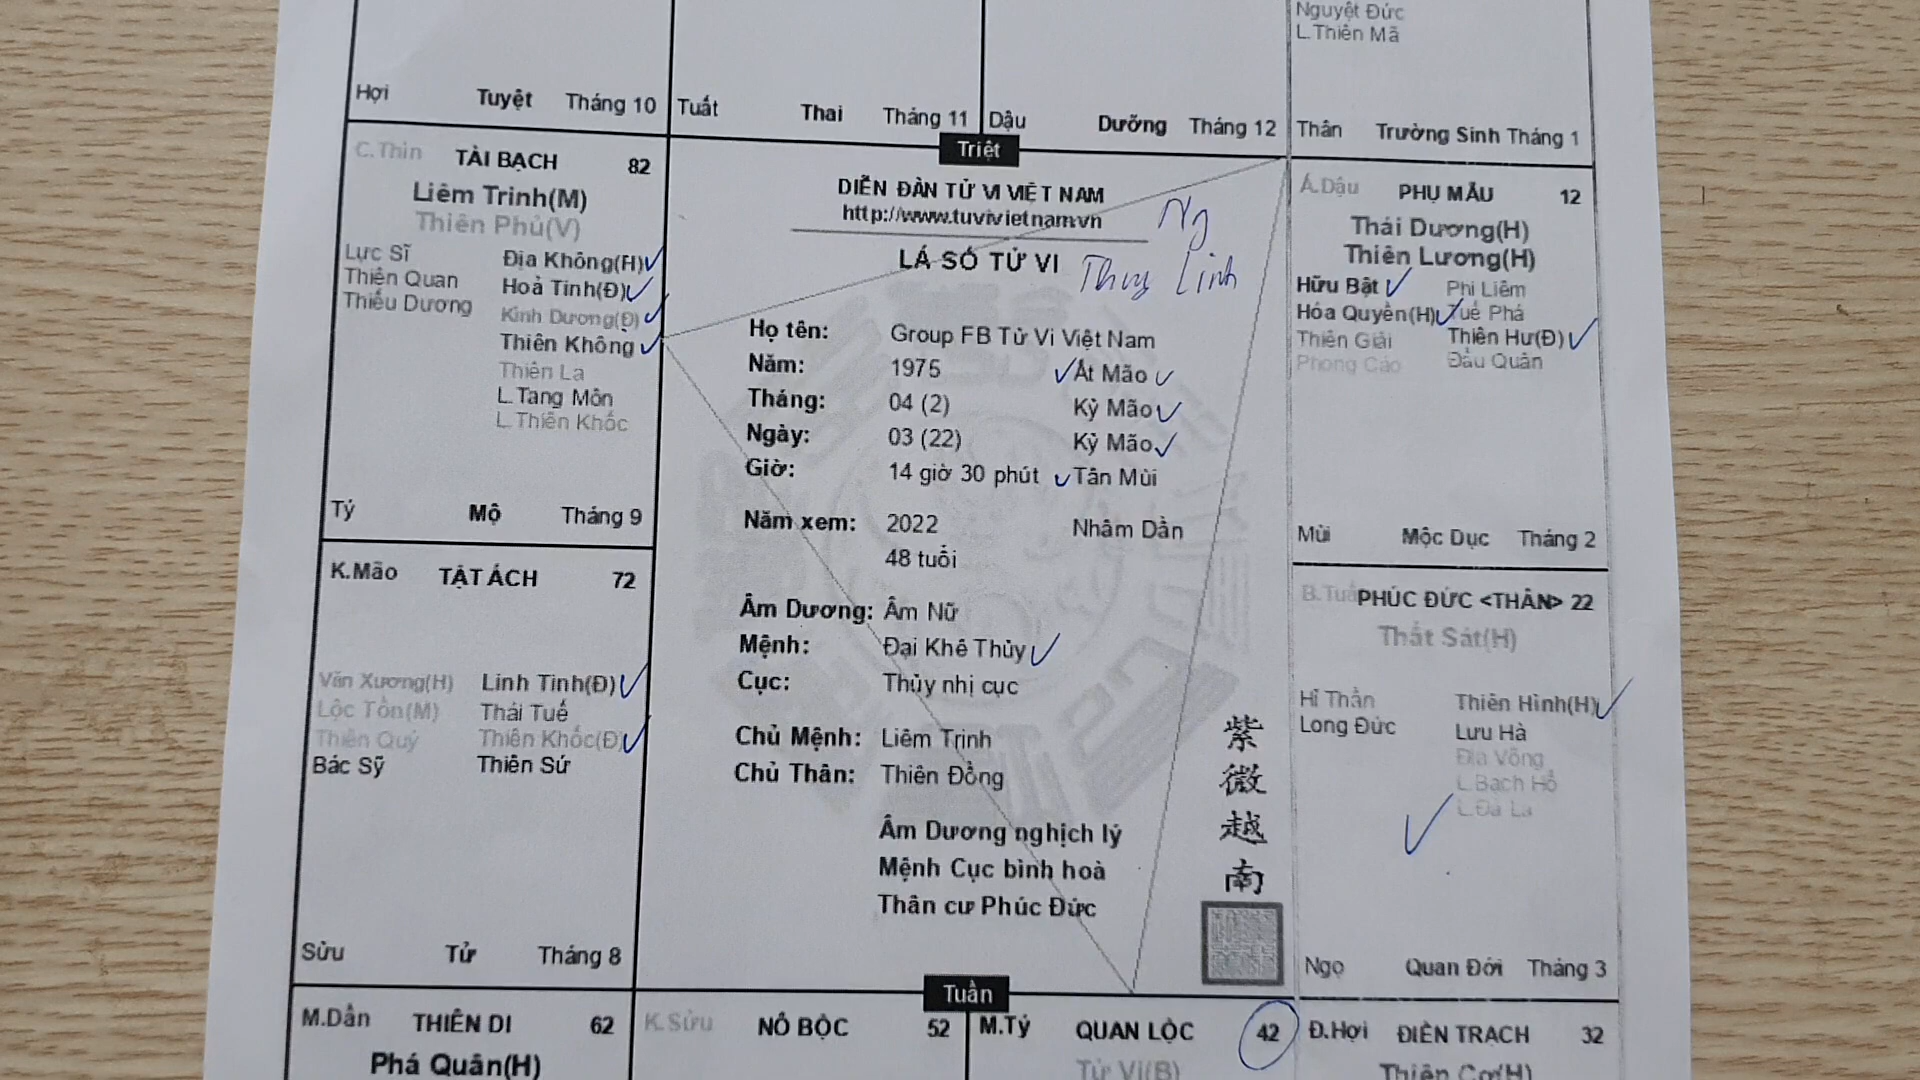 Nguyệt Đức
L.Thiên Mã
Hợi Tuyệt Tháng 10
Tuất Thai Tháng 11
Dậu Dưỡng Tháng 12
Thân Trường Sinh Tháng 1
Triệt
C.Thìn TÀI BẠCH 82
Liêm Trinh(M)
Thiên Phủ(V)
Lực Sĩ Địa Không(H)
Thiên Quan Hoả Tinh(Đ)
Thiếu Dương Kình Dương(Đ)
Thiên Không
Thiên La
L.Tang Môn
L.Thiên Khốc
Tý Mộ Tháng 9
DIỄN ĐÀN TỬ VI VIỆT NAM
http://www.tuvivietnam.vn
Ng
LÁ SỐ TỬ VI
Thuy Linh
Họ tên: Group FB Tử Vi Việt Nam
Năm: 1975 Ất Mão
Tháng: 04 (2) Kỷ Mão
Ngày: 03 (22) Kỷ Mão
Giờ: 14 giờ 30 phút Tân Mùi
Năm xem: 2022 Nhâm Dần
48 tuổi
Âm Dương: Âm Nữ
Mệnh: Đại Khê Thủy
Cục: Thủy nhị cục
Chủ Mệnh: Liêm Trinh
Chủ Thân: Thiên Đồng
Âm Dương nghịch lý
Mệnh Cục bình hoà
Thân cư Phúc Đức
紫
微
越
南
Á.Dậu PHỤ MẪU 12
Thái Dương(H)
Thiên Lương(H)
Hữu Bật Phi Liêm
Hóa Quyền(H) Tuế Phá
Thiên Giải Thiên Hư(Đ)
Phong Cáo Đẩu Quân
Mùi Mộc Dục Tháng 2
K.Mão TẬT ÁCH 72
Văn Xương(H) Linh Tinh(Đ)
Lộc Tồn(M) Thái Tuế
Thiên Quý Thiên Khốc(Đ)
Bác Sỹ Thiên Sứ
Sửu Tử Tháng 8
B.Tuấ PHÚC ĐỨC <THÂN> 22
Thất Sát(H)
Hỉ Thần Thiên Hình(H)
Long Đức Lưu Hà
Địa Võng
L.Bạch Hổ
L.Đà La
Ngọ Quan Đới Tháng 3
Tuần
M.Dần THIÊN DI 62
Phá Quân(H)
K.Sửu NÔ BỘC 52
M.Tý QUAN LỘC 42
Tử Vi(B)
Đ.Hợi ĐIỀN TRẠCH 32
Thiên Cơ(H)